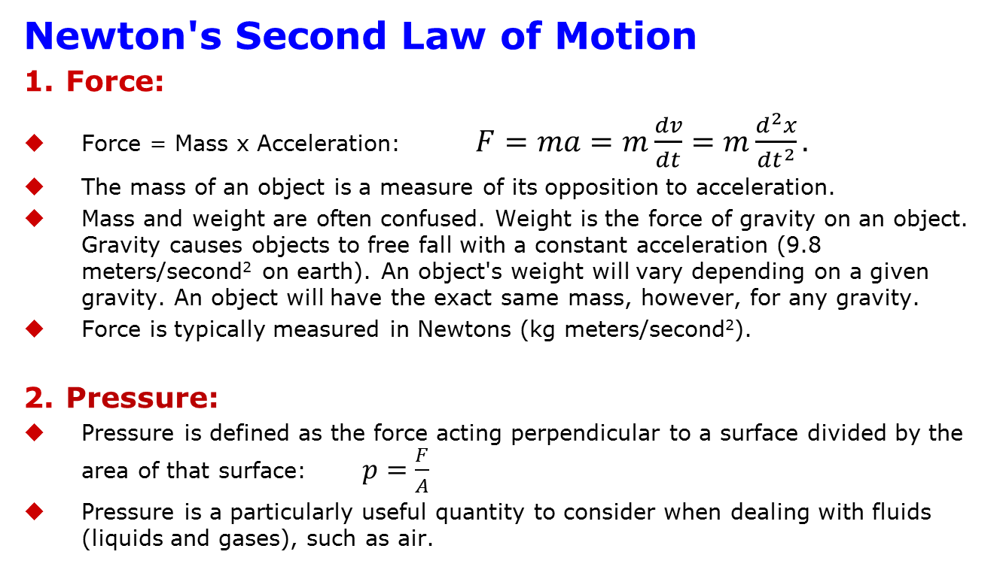 Newton's Second Law of Motion
1. Force:
◆ Force = Mass x Acceleration: $F = ma = m\frac{dv}{dt} = m\frac{d^2x}{dt^2}.$
◆ The mass of an object is a measure of its opposition to acceleration.
◆ Mass and weight are often confused. Weight is the force of gravity on an object.
Gravity causes objects to free fall with a constant acceleration (9.8
meters/second² on earth). An object's weight will vary depending on a given
gravity. An object will have the exact same mass, however, for any gravity.
◆ Force is typically measured in Newtons (kg meters/second²).
2. Pressure:
◆ Pressure is defined as the force acting perpendicular to a surface divided by the
area of that surface: $p = \frac{F}{A}$
◆ Pressure is a particularly useful quantity to consider when dealing with fluids
(liquids and gases), such as air.